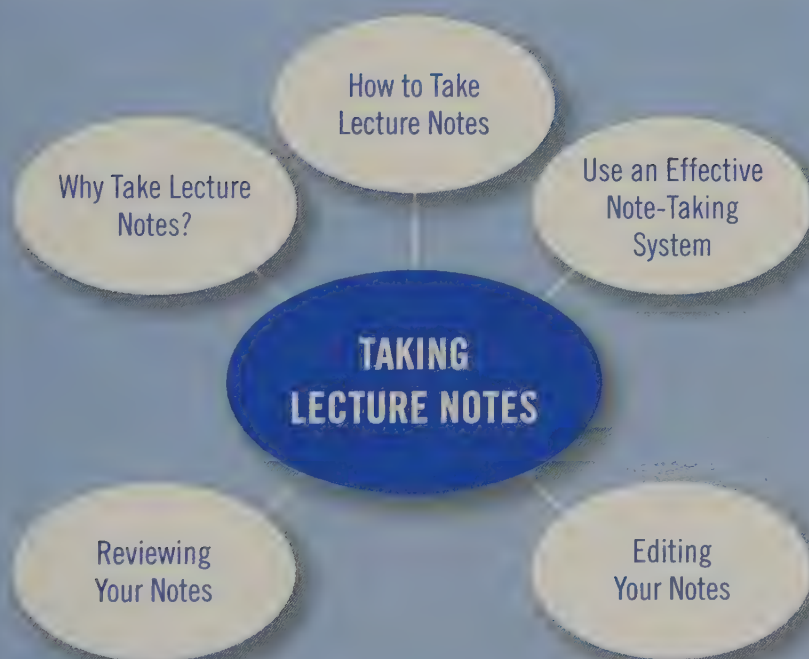 How to Take
Lecture Notes
Why Take Lecture
Notes?
Use an Effective
Note-Taking
System
TAKING
LECTURE NOTES
Reviewing
Your Notes
Editing
Your Notes